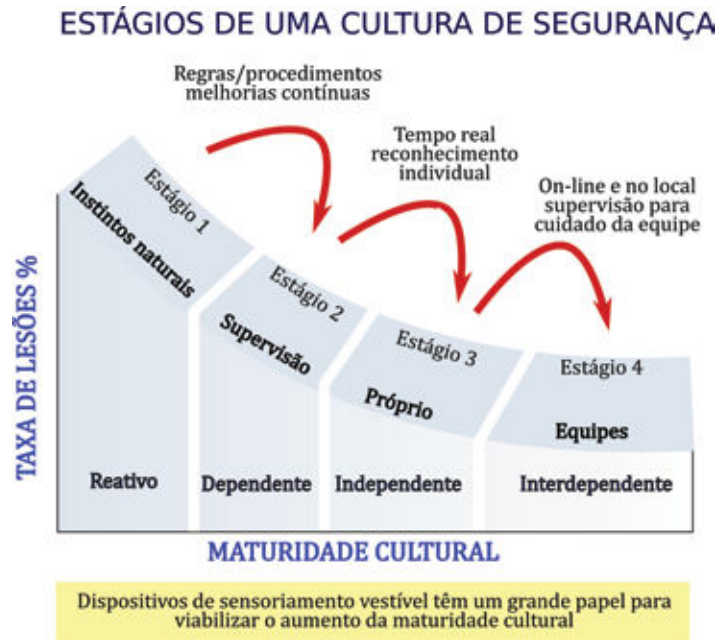 ESTÁGIOS DE UMA CULTURA DE SEGURANÇA
Regras/procedimentos
melhorias contínuas
Tempo real
reconhecimento
individual
On-line e no local
supervisão para
cuidado da equipe
Estágio 1
Instintos naturais
Estágio 2
Supervisão
Estágio 3
Próprio
Estágio 4
Equipes
TAXA DE LESÕES %
Reativo
Dependente
Independente
Interdependente
MATURIDADE CULTURAL
Dispositivos de sensoriamento vestível têm um grande papel para
viabilizar o aumento da maturidade cultural